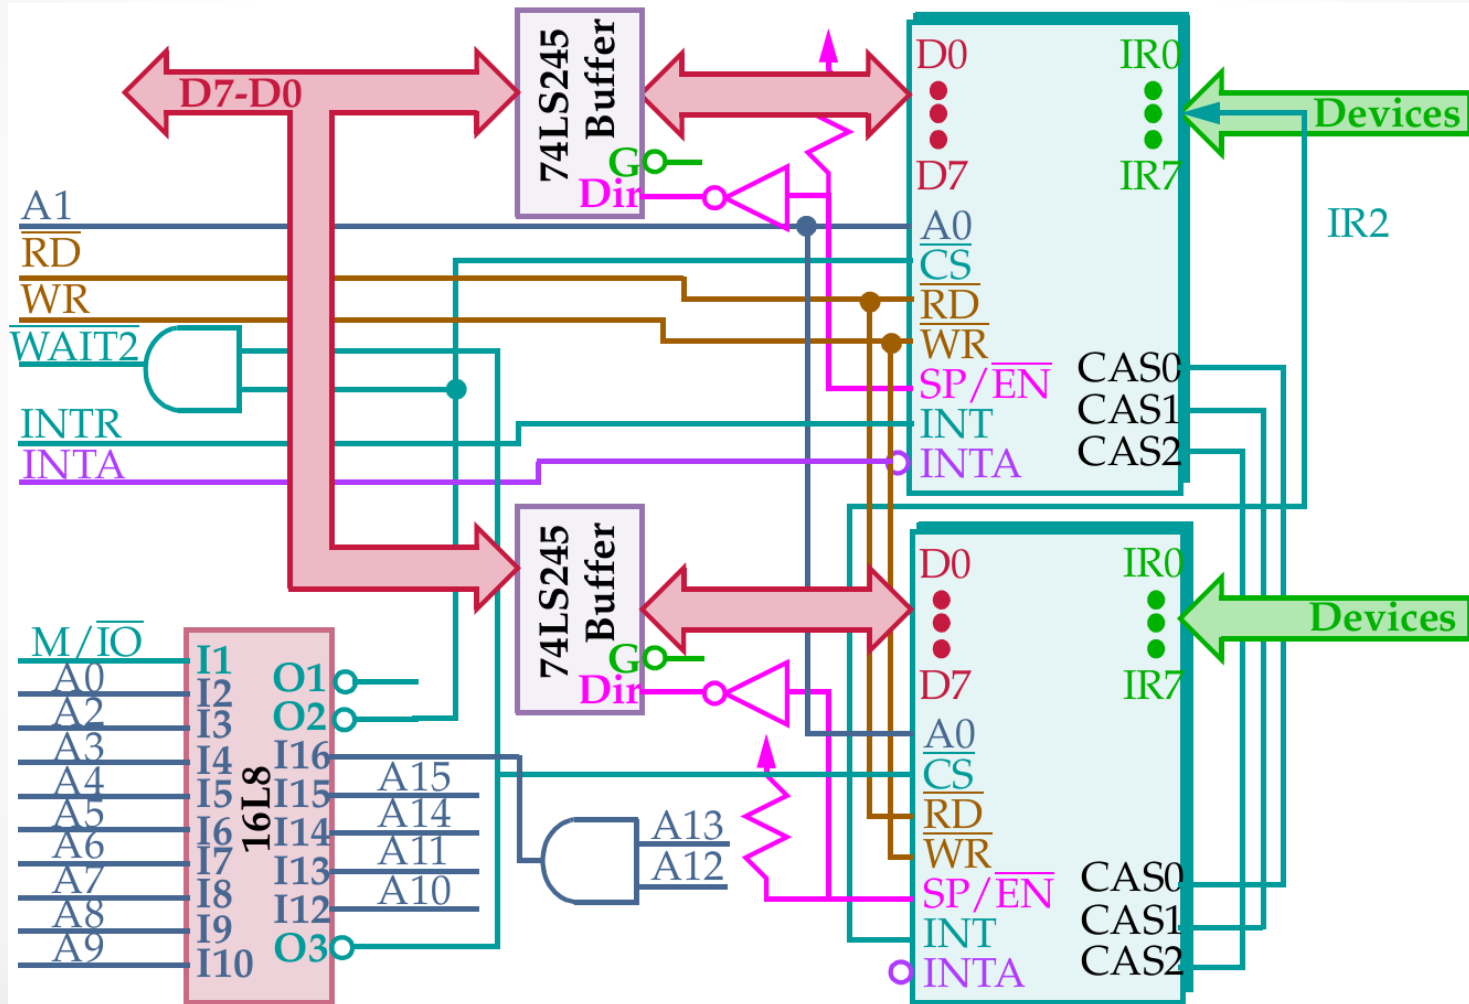 D7-D0
74LS245
Buffer
G
Dir
D0
D7
A0
CS
RD
WR
SP/EN
INT
INTA
IR0
IR7
CAS0
CAS1
CAS2
Devices
IR2
A1
RD
WR
WAIT2
INTR
INTA
74LS245
Buffer
G
Dir
D0
D7
A0
CS
RD
WR
SP/EN
INT
INTA
IR0
IR7
CAS0
CAS1
CAS2
Devices
M/IO
A0
A2
A3
A4
A5
A6
A7
A8
A9
I1
I2
I3
I4
I5
I6
I7
I8
I9
I10
16L8
O1
O2
I16
I15
I14
I13
I12
O3
A15
A14
A11
A10
A13
A12